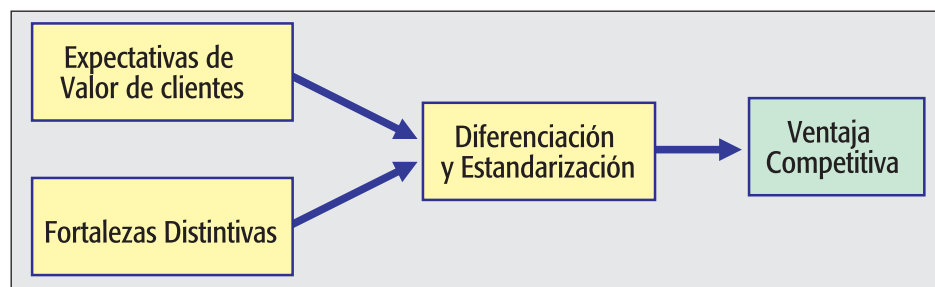 Expectativas de
Valor de clientes
Fortalezas Distintivas
Diferenciación
y Estandarización
Ventaja
Competitiva